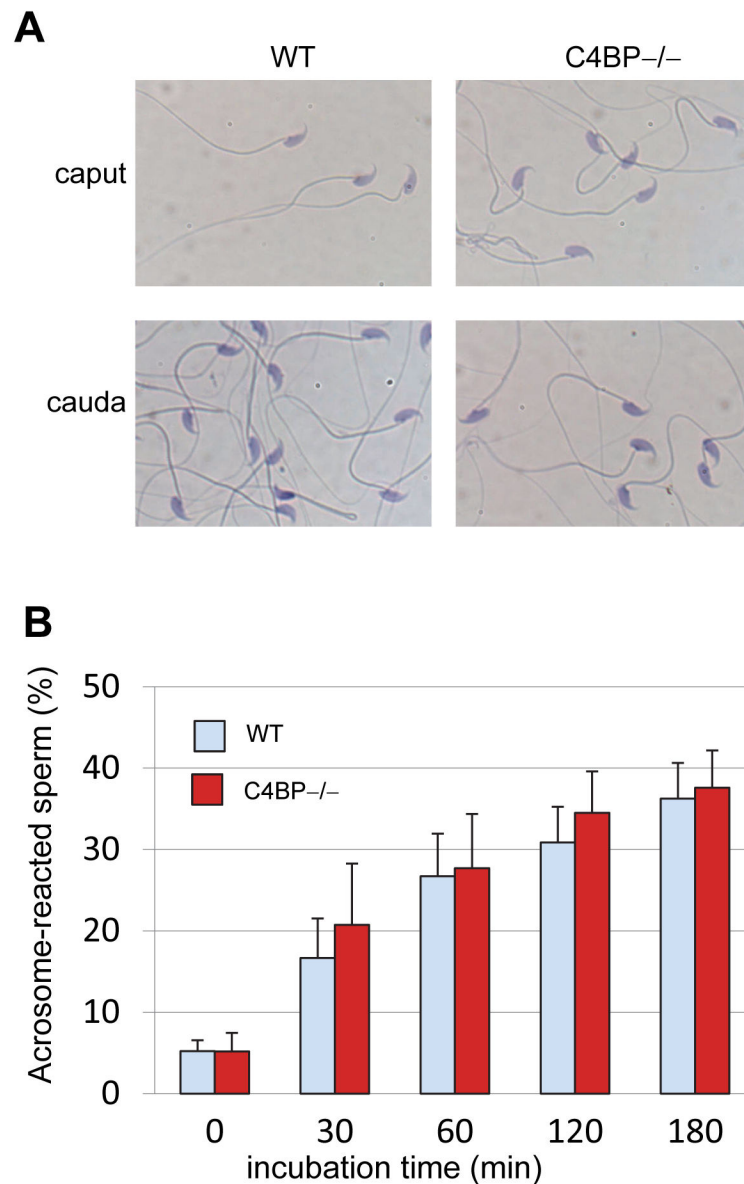 A
WT
C4BP–/–
caput
cauda
B
Acrosome-reacted sperm (%)
50
40
30
20
10
0
WT
C4BP–/–
0 30 60 120 180
incubation time (min)